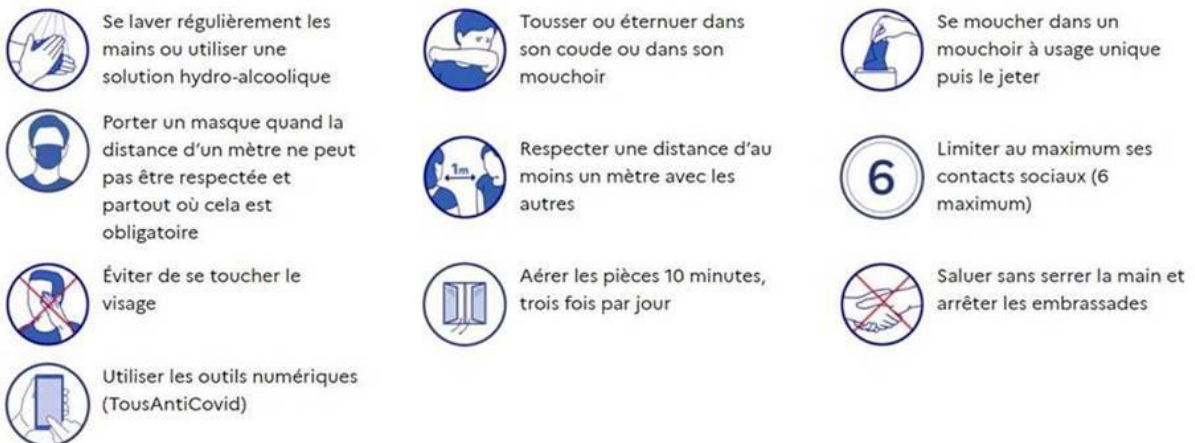 Se laver régulièrement les
mains ou utiliser une
solution hydro-alcoolique
Tousser ou éternuer dans
son coude ou dans son
mouchoir
Se moucher dans un
mouchoir à usage unique
puis le jeter
Porter un masque quand la
distance d'un mètre ne peut
pas être respectée et
partout où cela est
obligatoire
1m
Respecter une distance d'au
moins un mètre avec les
autres
6
Limiter au maximum ses
contacts sociaux (6
maximum)
Éviter de se toucher le
visage
Aérer les pièces 10 minutes,
trois fois par jour
Saluer sans serrer la main et
arrêter les embrassades
Utiliser les outils numériques
(TousAntiCovid)